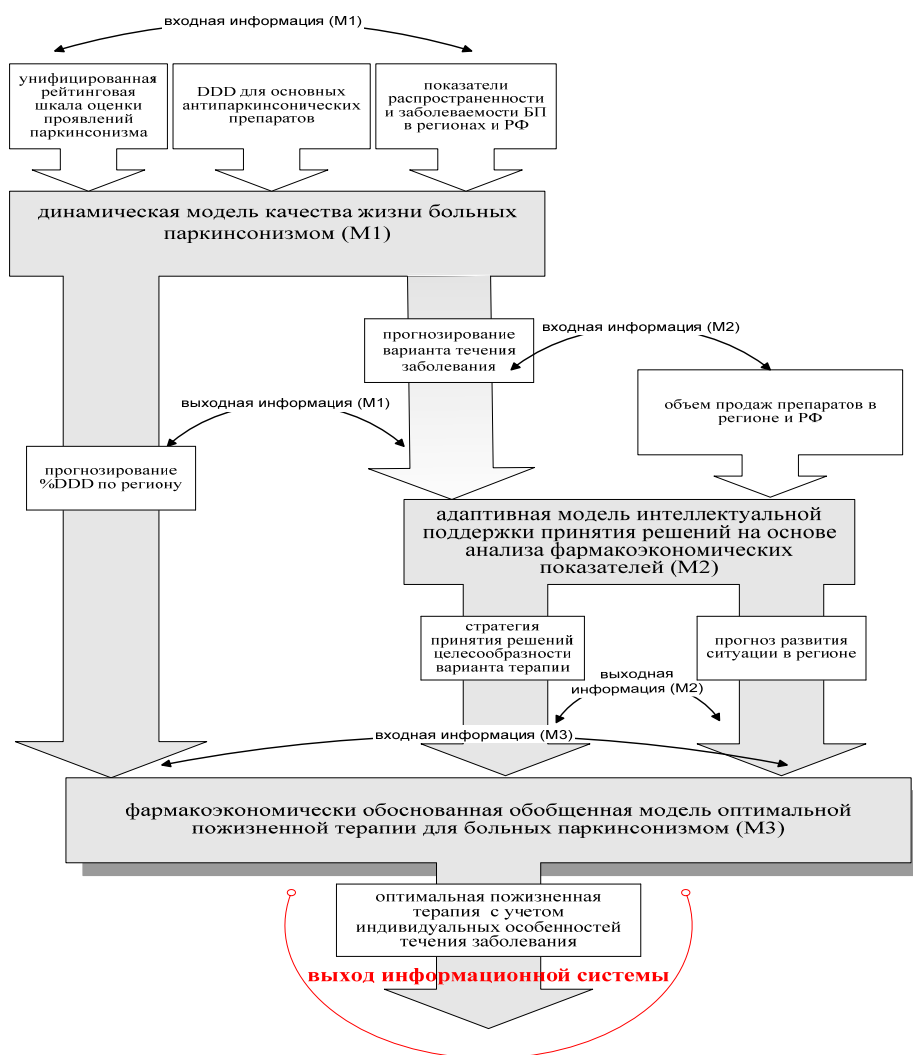 входная информация (М1)
унифицированная
рейтинговая
шкала оценки
проявлений
паркинсонизма
DDD для основных
антипаркинсонических
препаратов
показатели
распространенности
и заболеваемости БП
в регионах и РФ
динамическая модель качества жизни больных
паркинсонизмом (М1)
прогнозирование
варианта течения
заболевания
входная информация (М2)
объем продаж препаратов в
регионе и РФ
выходная информация (М1)
прогнозирование
%DDD по региону
адаптивная модель интеллектуальной
поддержки принятия решений на основе
анализа фармакоэкономических
показателей (М2)
стратегия
принятия решений
целесообразности
варианта терапии
прогноз развития
ситуации в регионе
выходная
информация (М2)
входная информация (М3)
фармакоэкономически обоснованная обобщенная модель оптимальной
пожизненной терапии для больных паркинсонизмом (М3)
оптимальная пожизненная
терапия с учетом
индивидуальных особенностей
течения заболевания
выход информационной системы